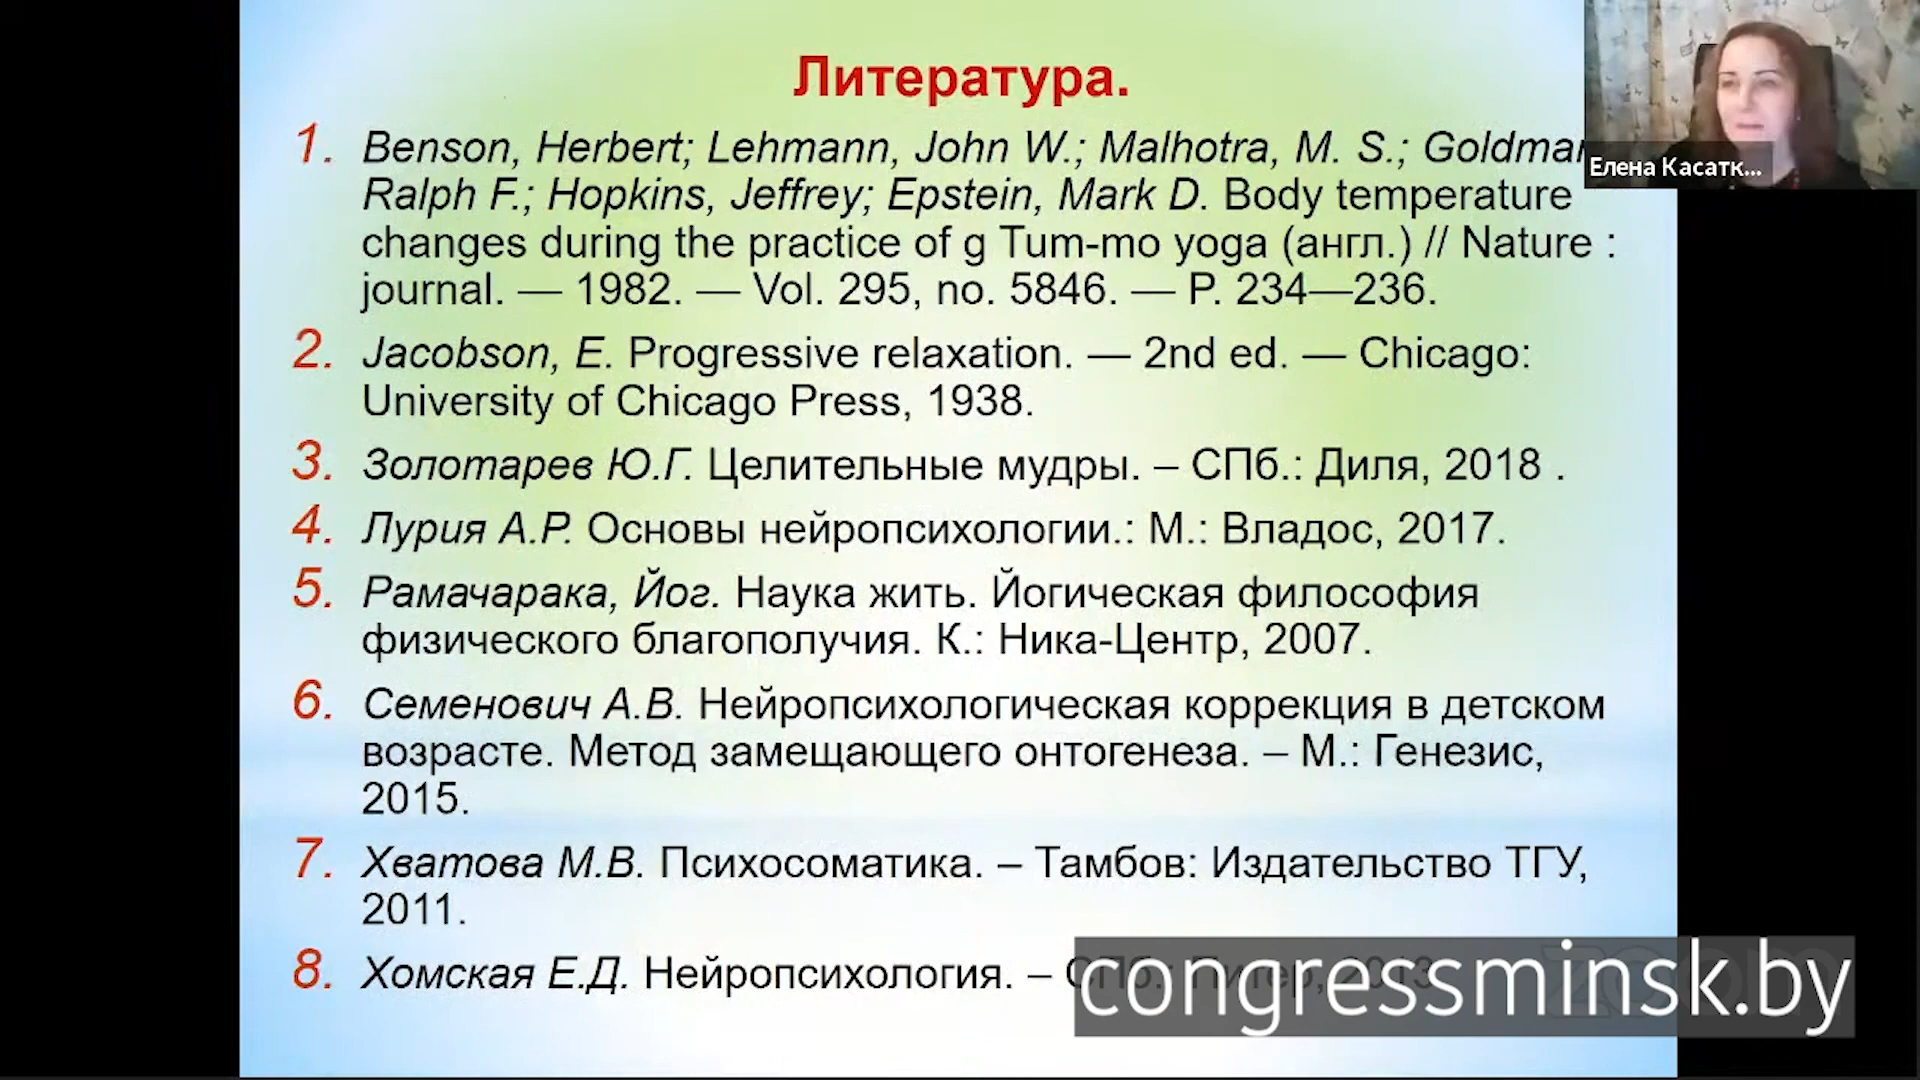 Литература.
1. Benson, Herbert; Lehmann, John W.; Malhotra, M. S.; Goldman
Ralph F.; Hopkins, Jeffrey; Epstein, Mark D. Body temperature
changes during the practice of g Tum-mo yoga (англ.) // Nature :
journal. — 1982. — Vol. 295, no. 5846. — P. 234—236.
2. Jacobson, E. Progressive relaxation. — 2nd ed. — Chicago:
University of Chicago Press, 1938.
3. Золотарев Ю.Г. Целительные мудры. – СПб.: Диля, 2018 .
4. Лурия А.Р. Основы нейропсихологии.: М.: Владос, 2017.
5. Рамачарака, Йог. Наука жить. Йогическая философия
физического благополучия. К.: Ника-Центр, 2007.
6. Семенович А.В. Нейропсихологическая коррекция в детском
возрасте. Метод замещающего онтогенеза. – М.: Генезис,
2015.
7. Хватова М.В. Психосоматика. – Тамбов: Издательство ТГУ,
2011.
8. Хомская Е.Д. Нейропсихология. – СПб.: Питер, 2013
Елена Касатк...
congressminsk.by
zoom